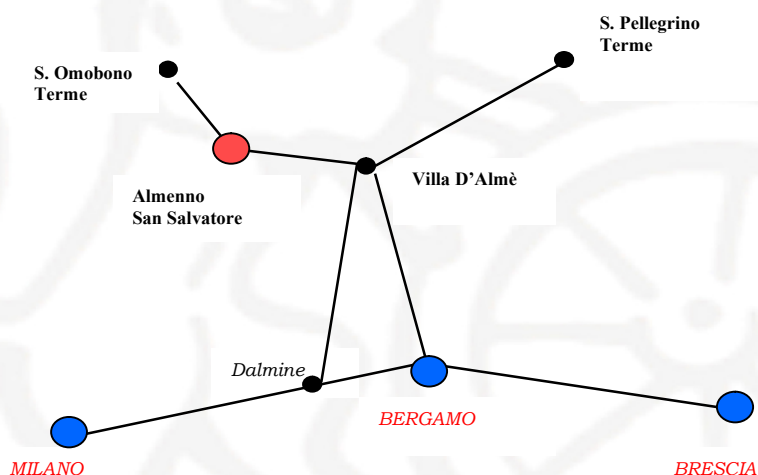 S. Pellegrino
Terme
S. Omobono
Terme
Villa D'Almè
Almenno
San Salvatore
Dalmine
BERGAMO
MILANO
BRESCIA